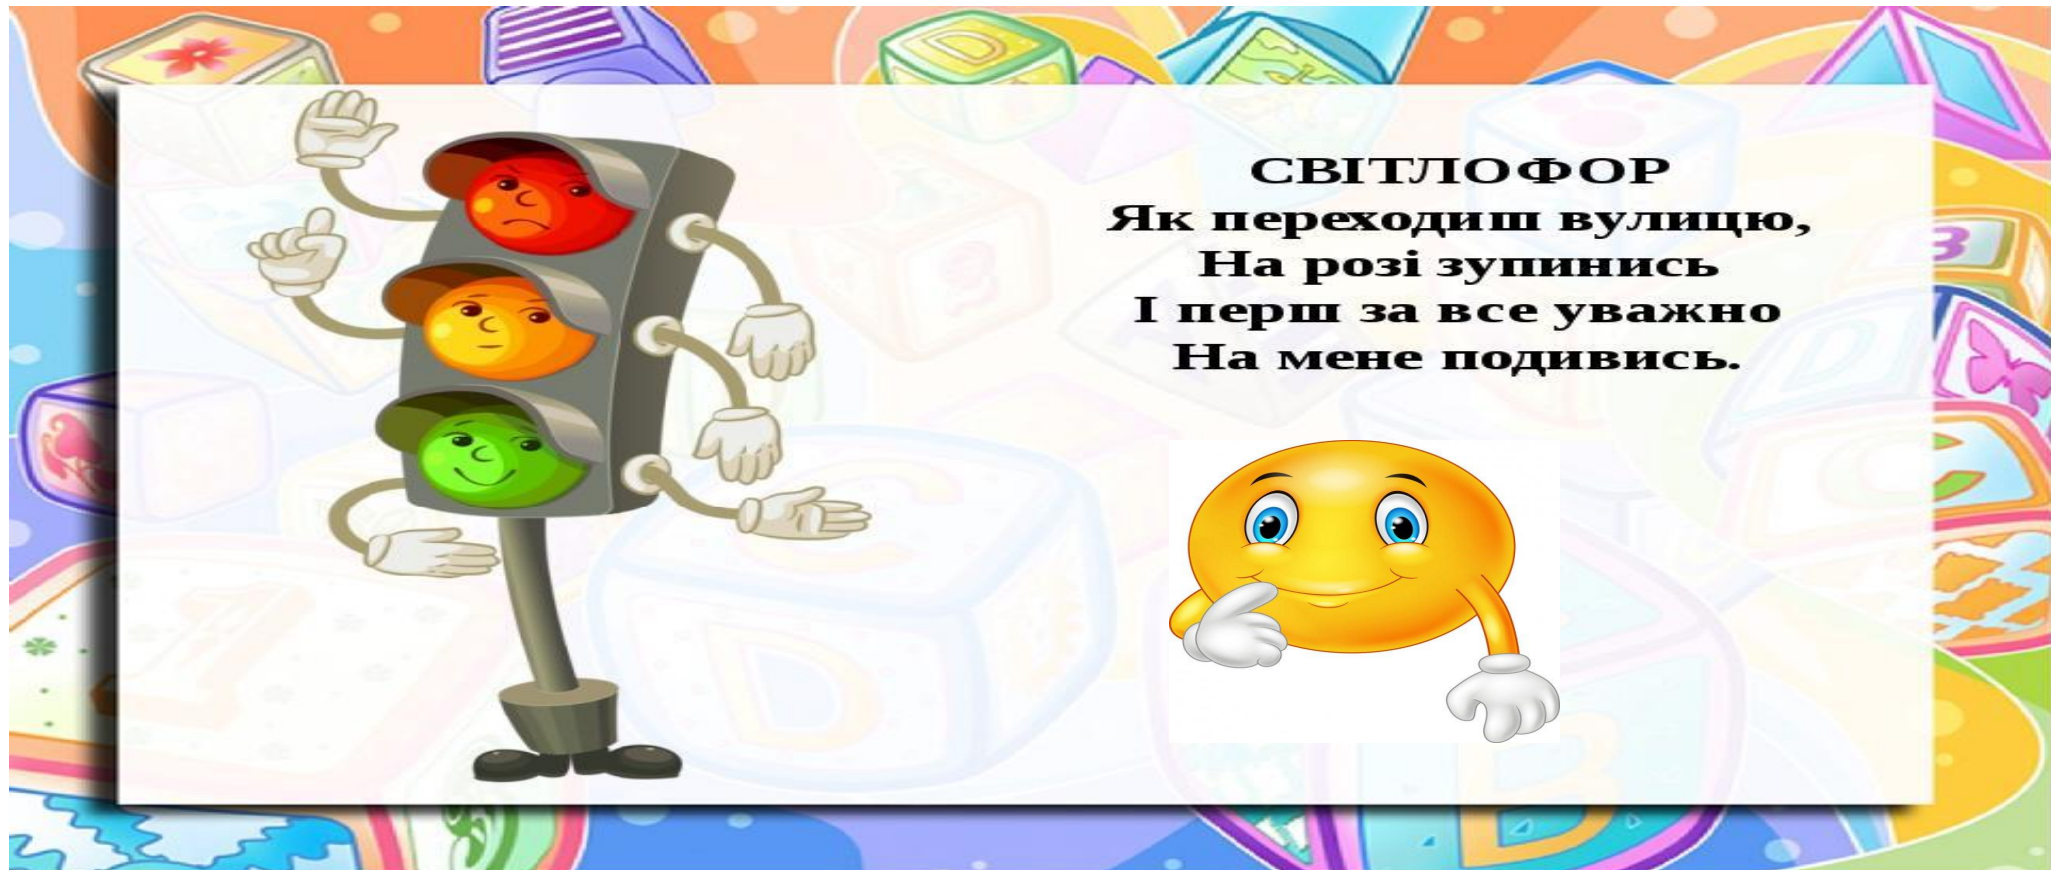 СВІТЛОФОР
Як переходиш вулицю,
На розі зупинись
І перш за все уважно
На мене подивись.